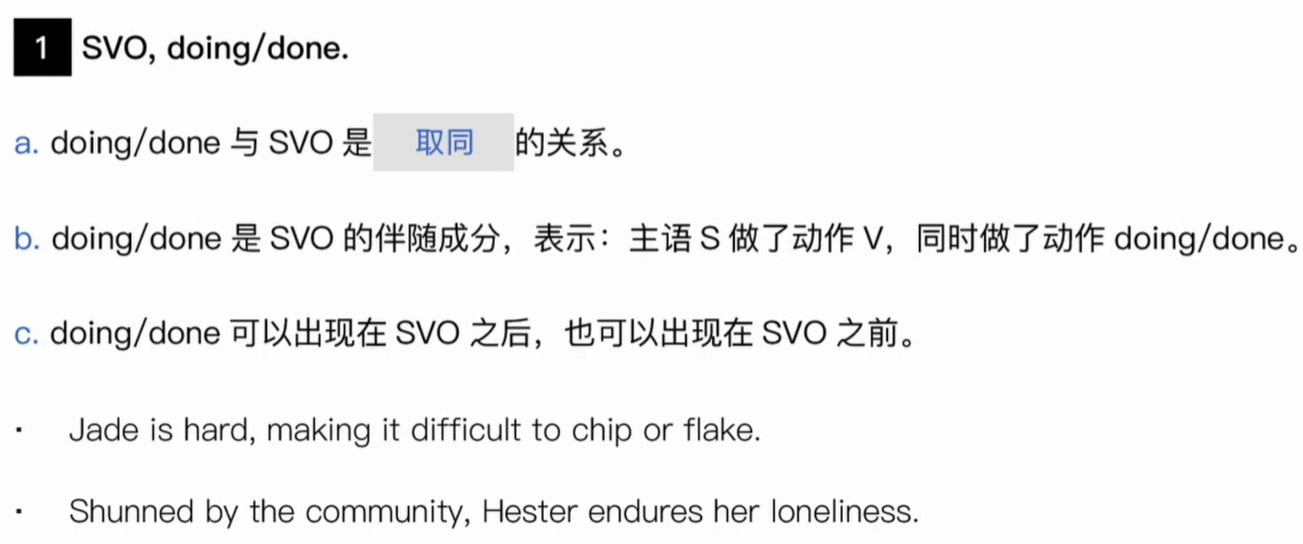 1 SVO, doing/done.
a. doing/done 与 SVO 是 取同 的关系。
b. doing/done 是 SVO 的伴随成分，表示：主语 S 做了动作 V，同时做了动作 doing/done。
c. doing/done 可以出现在 SVO 之后，也可以出现在 SVO 之前。
· Jade is hard, making it difficult to chip or flake.
· Shunned by the community, Hester endures her loneliness.